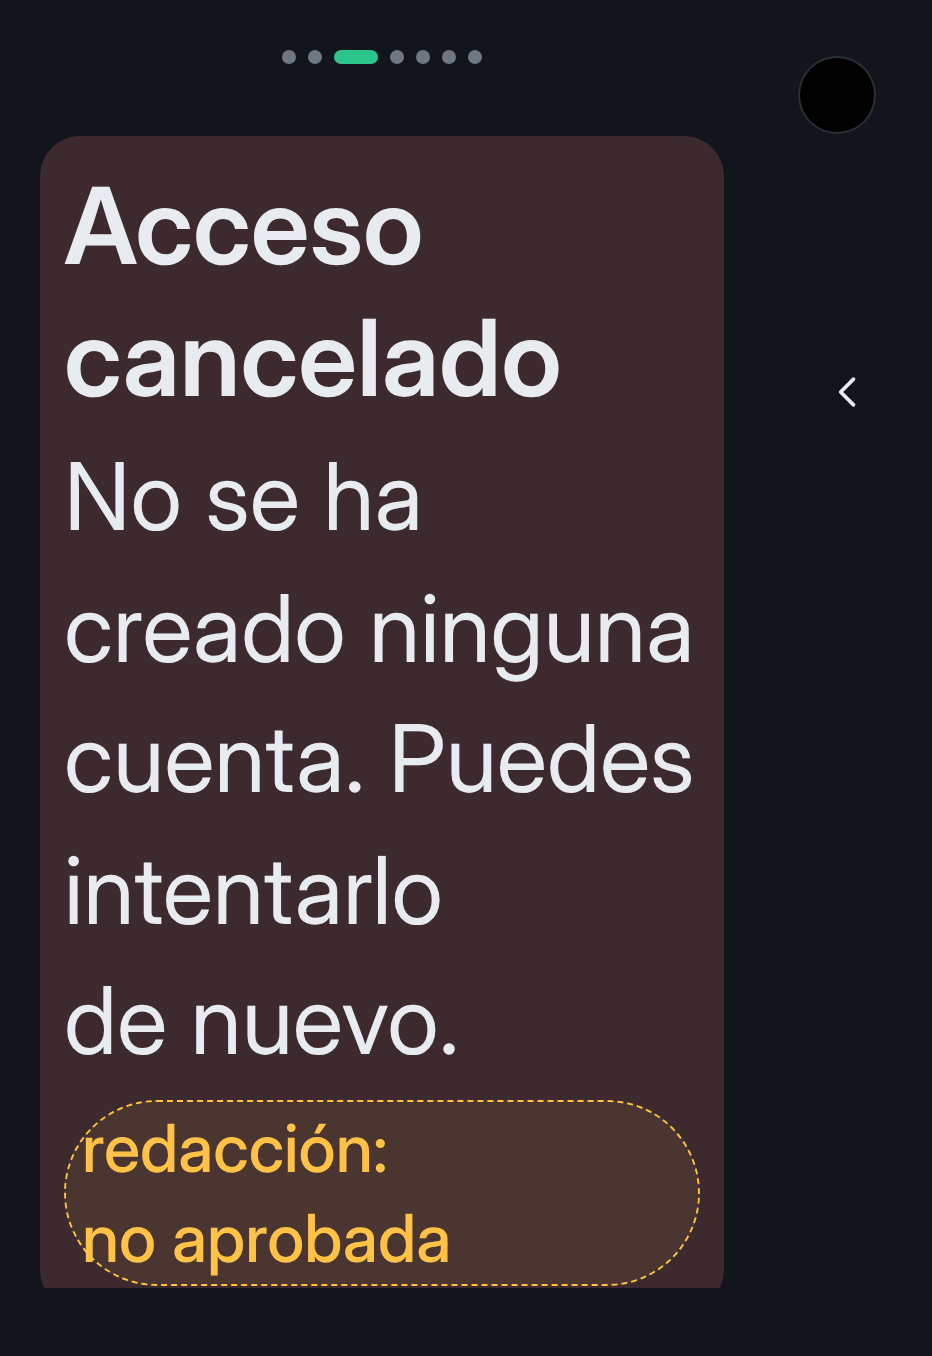 Acceso
cancelado
No se ha
creado ninguna
cuenta. Puedes
intentarlo
de nuevo.
redacción:
no aprobada